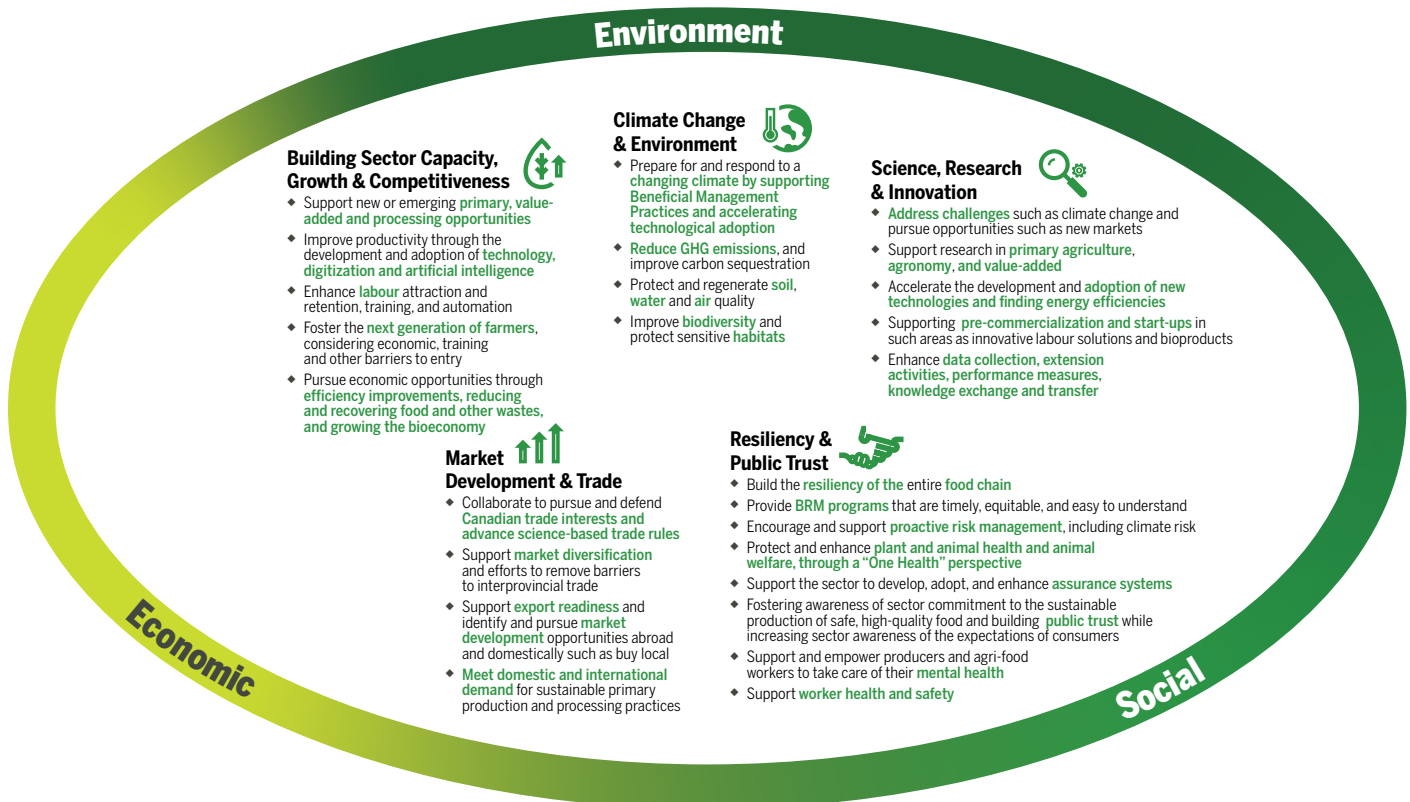 Environment
Building Sector Capacity,
Growth & Competitiveness
◆ Support new or emerging primary, value-
added and processing opportunities
◆ Improve productivity through the
development and adoption of technology,
digitization and artificial intelligence
◆ Enhance labour attraction and
retention, training, and automation
◆ Foster the next generation of farmers,
considering economic, training
and other barriers to entry
◆ Pursue economic opportunities through
efficiency improvements, reducing
and recovering food and other wastes,
and growing the bioeconomy
Climate Change
& Environment
◆ Prepare for and respond to a
changing climate by supporting
Beneficial Management
Practices and accelerating
technological adoption
◆ Reduce GHG emissions, and
improve carbon sequestration
◆ Protect and regenerate soil,
water and air quality
◆ Improve biodiversity and
protect sensitive habitats
Science, Research
& Innovation
◆ Address challenges such as climate change and
pursue opportunities such as new markets
◆ Support research in primary agriculture,
agronomy, and value-added
◆ Accelerate the development and adoption of new
technologies and finding energy efficiencies
◆ Supporting pre-commercialization and start-ups in
such areas as innovative labour solutions and bioproducts
◆ Enhance data collection, extension
activities, performance measures,
knowledge exchange and transfer
Market
Development & Trade
◆ Collaborate to pursue and defend
Canadian trade interests and
advance science-based trade rules
◆ Support market diversification
and efforts to remove barriers
to interprovincial trade
◆ Support export readiness and
identify and pursue market
development opportunities abroad
and domestically such as buy local
◆ Meet domestic and international
demand for sustainable primary
production and processing practices
Resiliency &
Public Trust
◆ Build the resiliency of the entire food chain
◆ Provide BRM programs that are timely, equitable, and easy to understand
◆ Encourage and support proactive risk management, including climate risk
◆ Protect and enhance plant and animal health and animal
welfare, through a “One Health” perspective
◆ Support the sector to develop, adopt, and enhance assurance systems
◆ Fostering awareness of sector commitment to the sustainable
production of safe, high-quality food and building public trust while
increasing sector awareness of the expectations of consumers
◆ Support and empower producers and agri-food
workers to take care of their mental health
◆ Support worker health and safety
Economic
Social